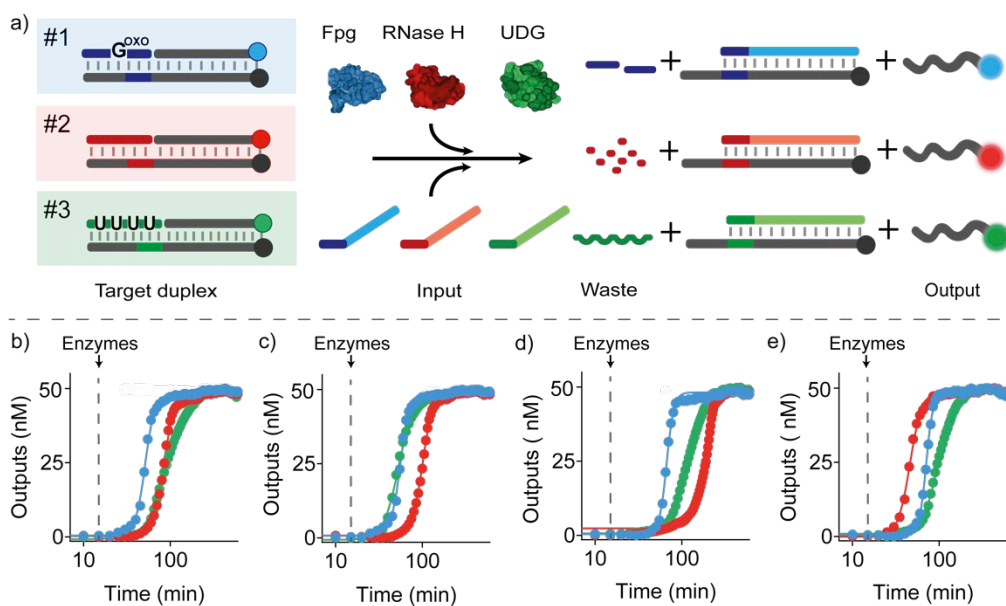 a)
#1
G oxo
Fpg RNase H UDG
+ + 
#2
+ +
#3
U U U U
+ +
Target duplex Input Waste Output
b) Enzymes
c) Enzymes
d) Enzymes
e) Enzymes
Outputs (nM)
50
25
0
10 100
Time (min)
Outputs (nM)
50
25
0
10 100
Time (min)
Outputs ( nM)
50
25
0
10 100
Time (min)
Outputs ( nM)
50
25
0
10 100
Time (min)